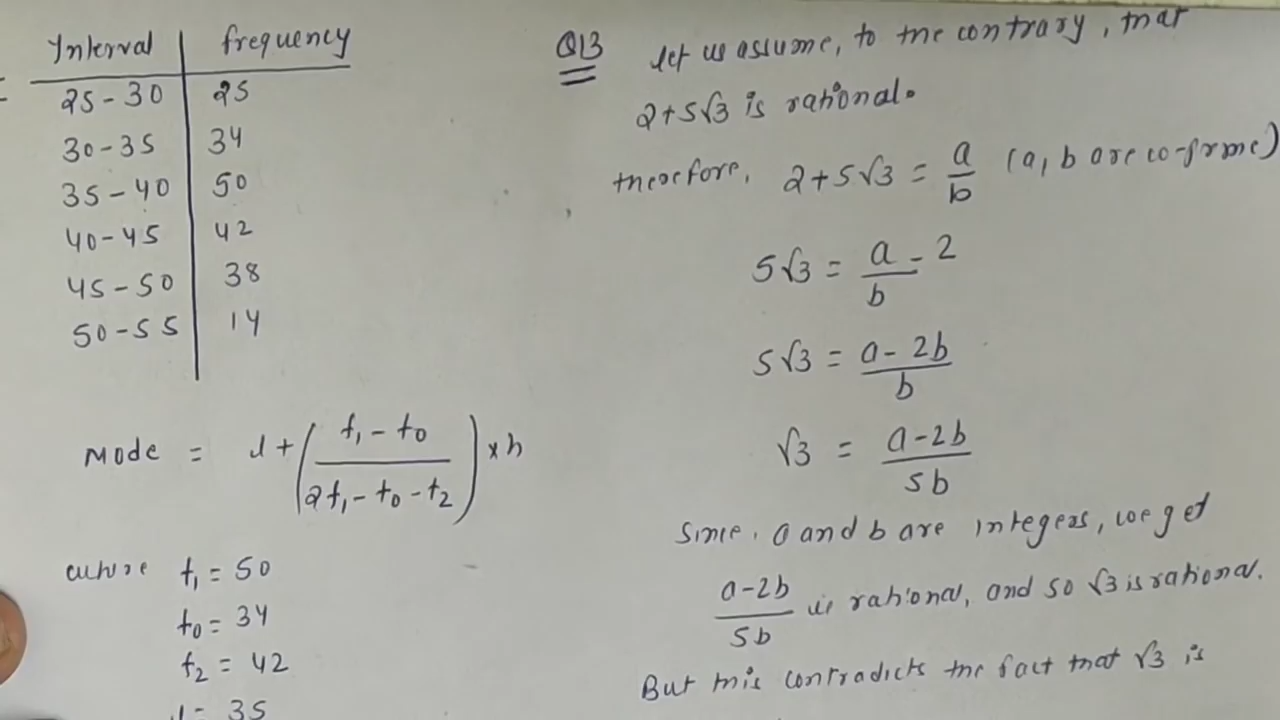 Interval frequency
25-30 25
30-35 34
35-40 50
40-45 42
45-50 38
50-55 14
Mode = l + (f₁ - f₀ / 2f₁ - f₀ - f₂) × h
where f₁ = 50
f₀ = 34
f₂ = 42
l = 35
Q13 let us assume, to the contrary, that
2+5√3 is rational.
therefore, 2+5√3 = a/b (a, b are co-prime)
5√3 = a/b - 2
5√3 = a-2b/b
√3 = a-2b/5b
Since, a and b are integers, we get
a-2b/5b is rational, and so √3 is rational.
But this contradicts the fact that √3 is